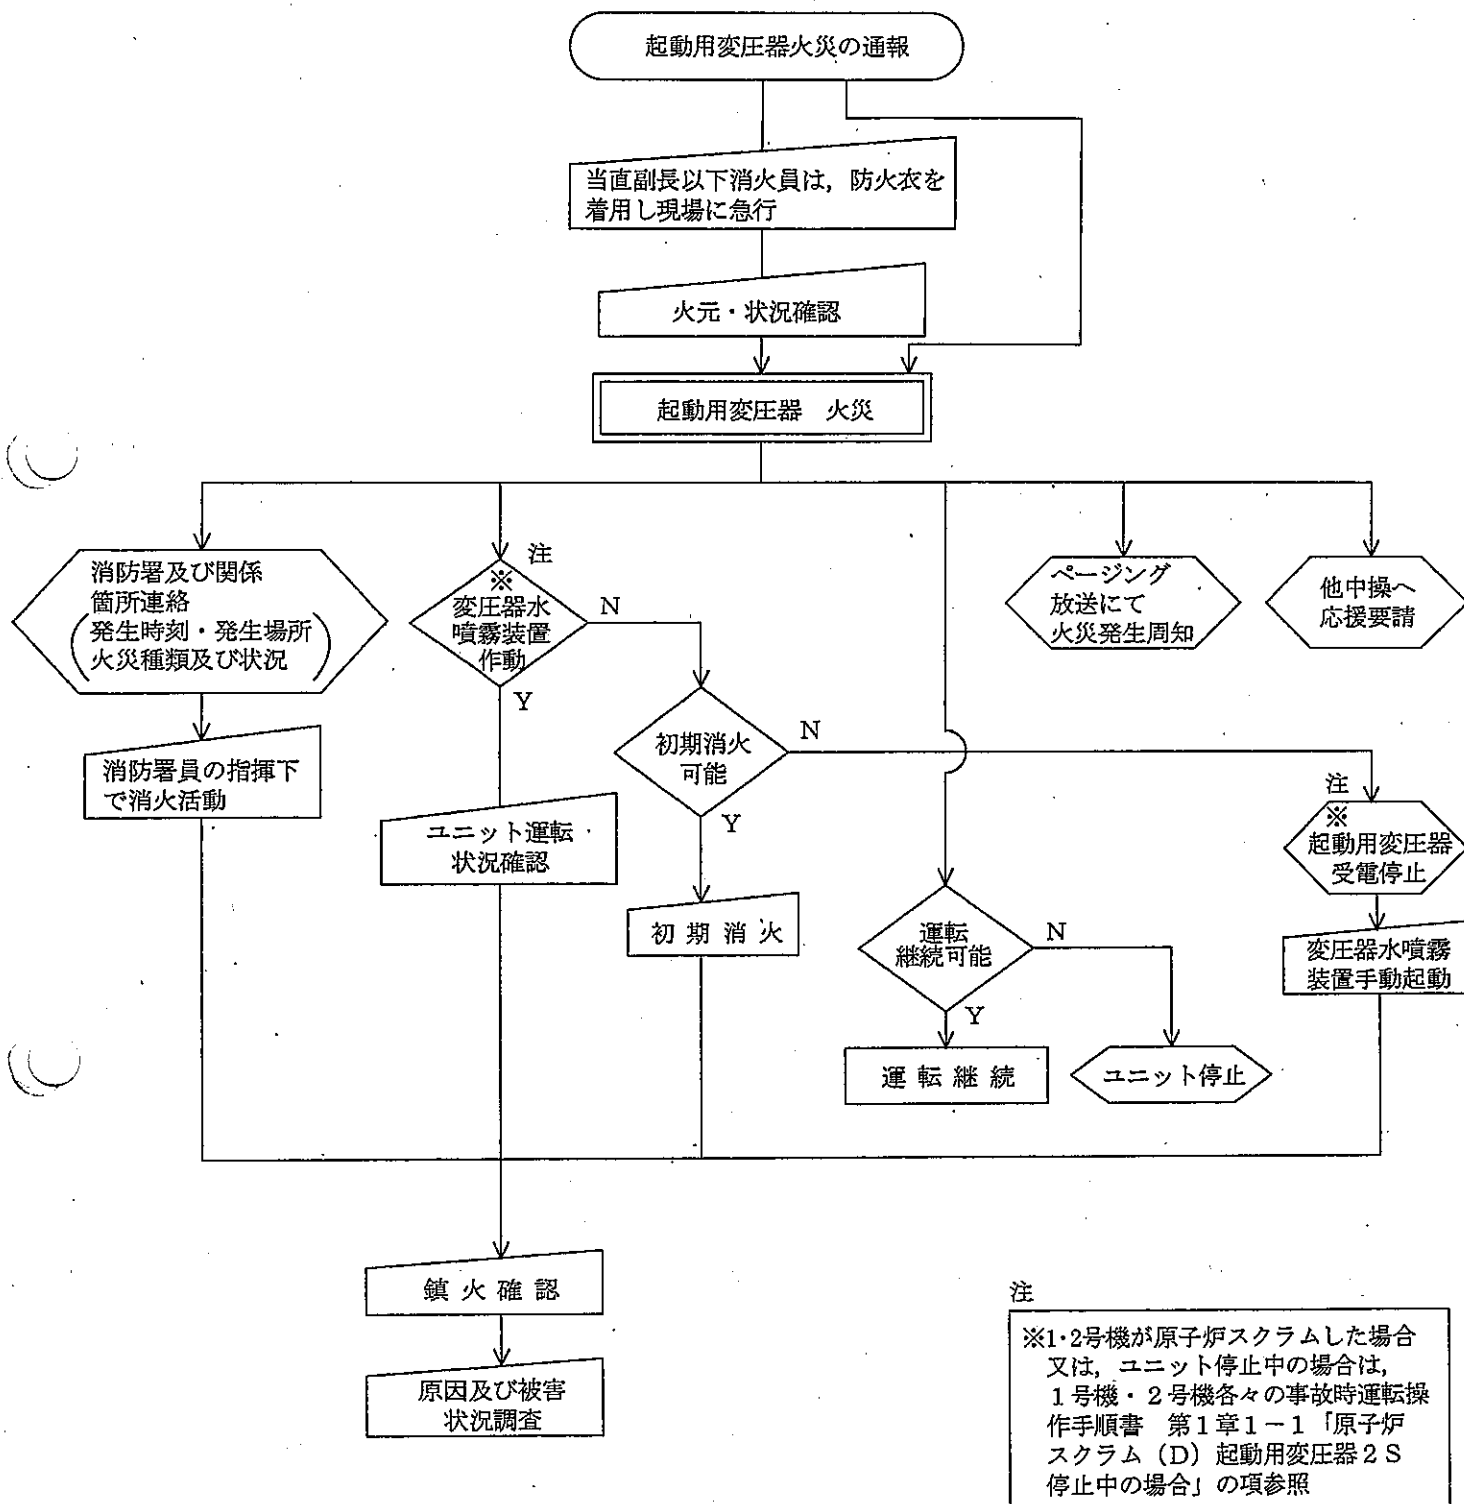 起動用変圧器火災の通報
当直副長以下消火員は，防火衣を
着用し現場に急行
火元・状況確認
起動用変圧器　火災
消防署及び関係
箇所連絡
（発生時刻・発生場所
火災種類及び状況）
消防署員の指揮下
で消火活動
注
※
変圧器水
噴霧装置
作動
N
Y
ユニット運転
状況確認
初期消火
可能
N
Y
初 期 消 火
運転
継続可能
N
Y
運 転 継 続
ユニット停止
ページング
放送にて
火災発生周知
他中操へ
応援要請
注
※
起動用変圧器
受電停止
変圧器水噴霧
装置手動起動
鎮 火 確 認
原因及び被害
状況調査
注
※1･2号機が原子炉スクラムした場合
又は，ユニット停止中の場合は，
１号機・２号機各々の事故時運転操
作手順書　第１章１－１「原子炉
スクラム（D）起動用変圧器２S
停止中の場合」の項参照